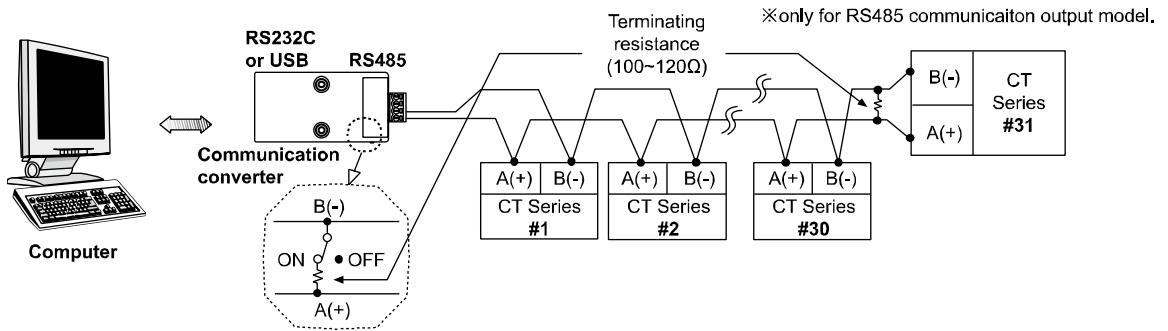 ※only for RS485 communicaiton output model.
RS232C
or USB
RS485
Terminating
resistance
(100~120Ω)
Communication
converter
Computer
B(-)
ON
OFF
A(+)
A(+)
B(-)
CT Series
#1
A(+)
B(-)
CT Series
#2
A(+)
B(-)
CT Series
#30
B(-)
A(+)
CT
Series
#31